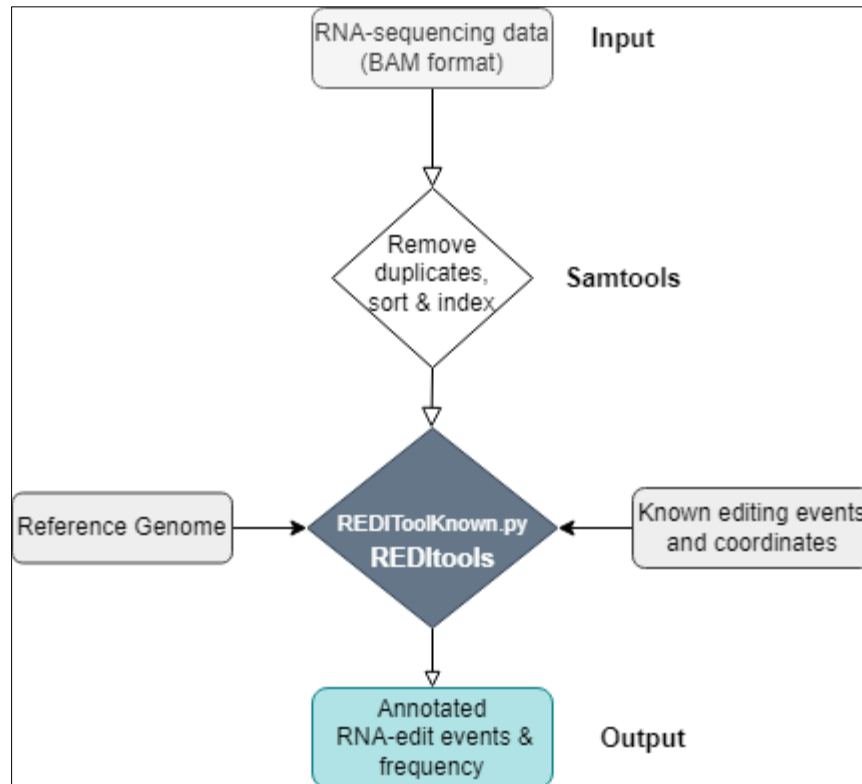 RNA-sequencing data
(BAM format)
Input
Remove
duplicates,
sort & index
Samtools
Reference Genome
REDIToolKnown.py
REDItools
Known editing events
and coordinates
Annotated
RNA-edit events &
frequency
Output